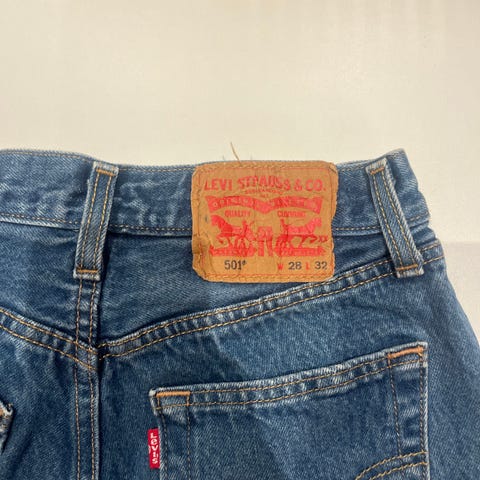 LEVI STRAUSS & CO.
QUALITY CLOTHING
501® W 28 L 32
LEVI'S